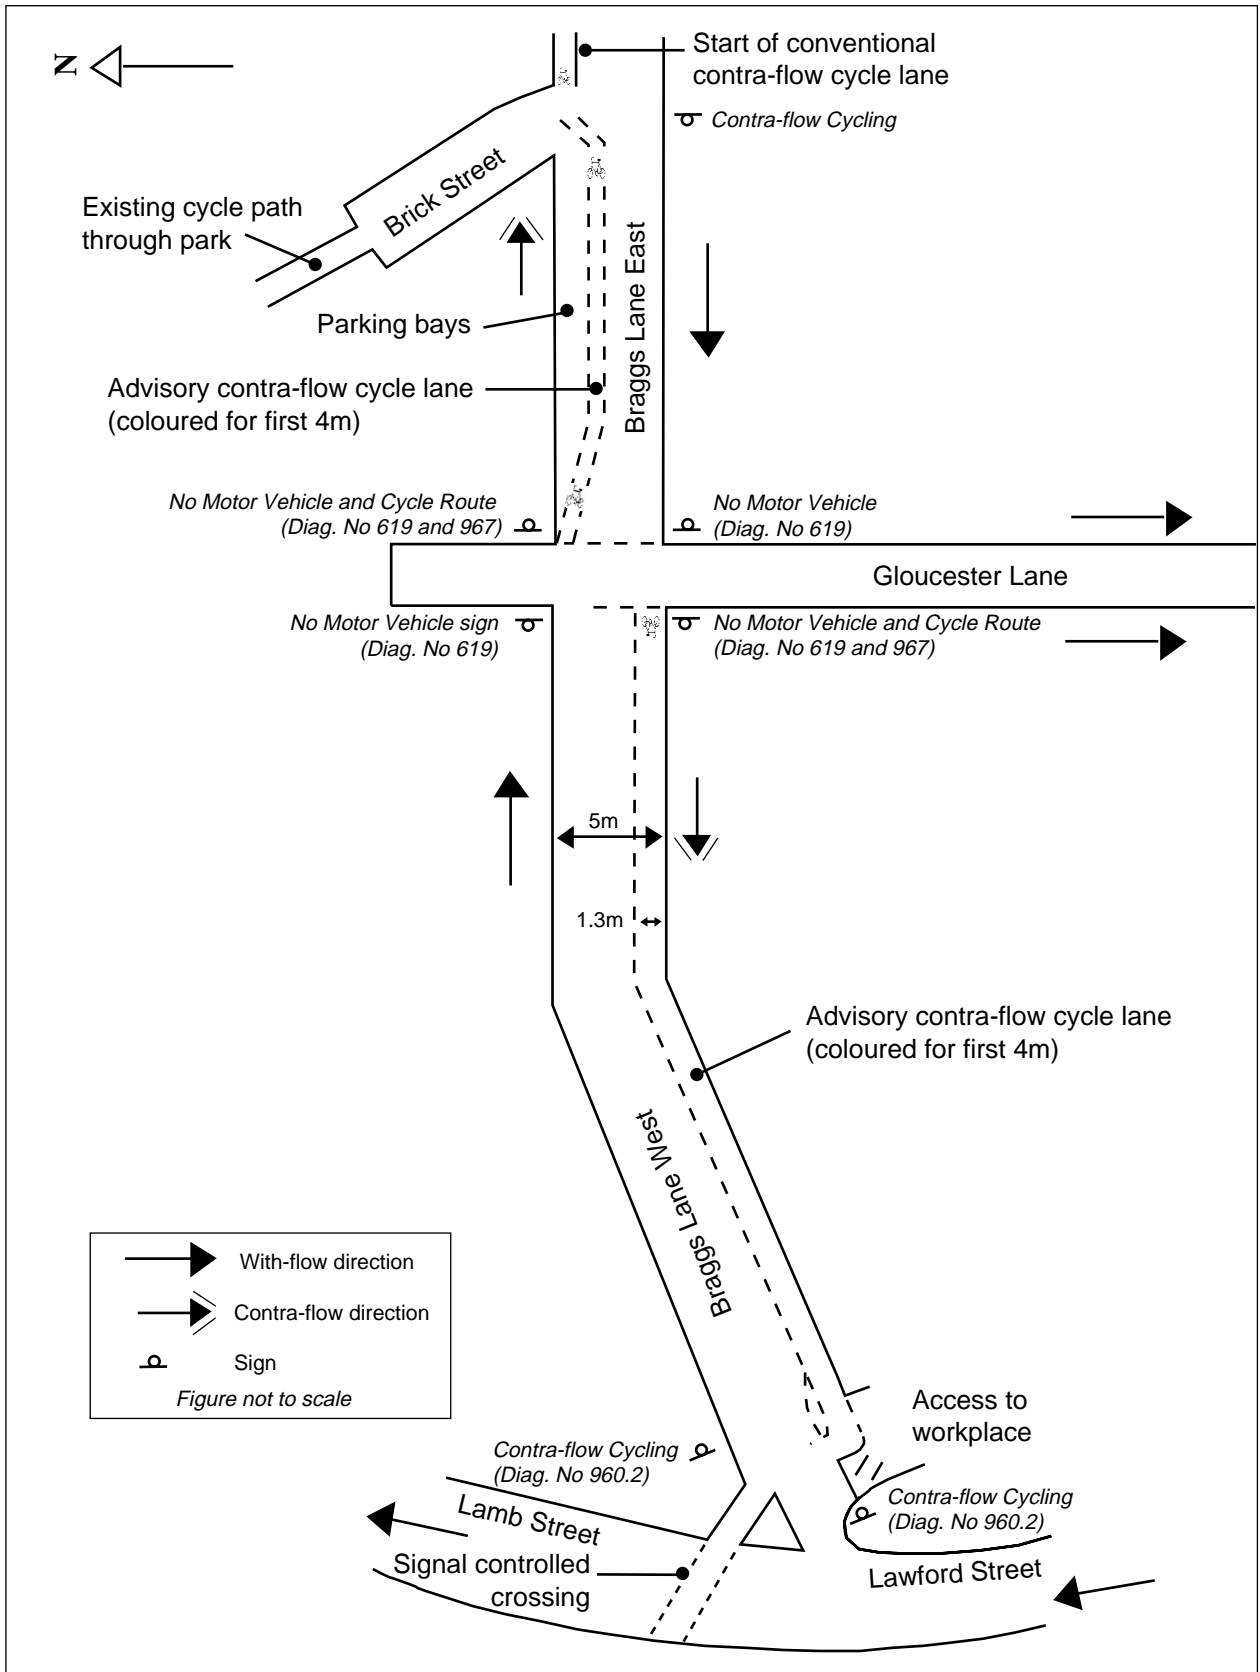 N
Start of conventional
contra-flow cycle lane
Contra-flow Cycling
Brick Street
Existing cycle path
through park
Braggs Lane East
Parking bays
Advisory contra-flow cycle lane
(coloured for first 4m)
No Motor Vehicle and Cycle Route
(Diag. No 619 and 967)
No Motor Vehicle
(Diag. No 619)
Gloucester Lane
No Motor Vehicle sign
(Diag. No 619)
No Motor Vehicle and Cycle Route
(Diag. No 619 and 967)
5m
1.3m
Advisory contra-flow cycle lane
(coloured for first 4m)
Braggs Lane West
With-flow direction
Contra-flow direction
Sign
Figure not to scale
Access to
workplace
Contra-flow Cycling
(Diag. No 960.2)
Contra-flow Cycling
(Diag. No 960.2)
Lamb Street
Signal controlled
crossing
Lawford Street